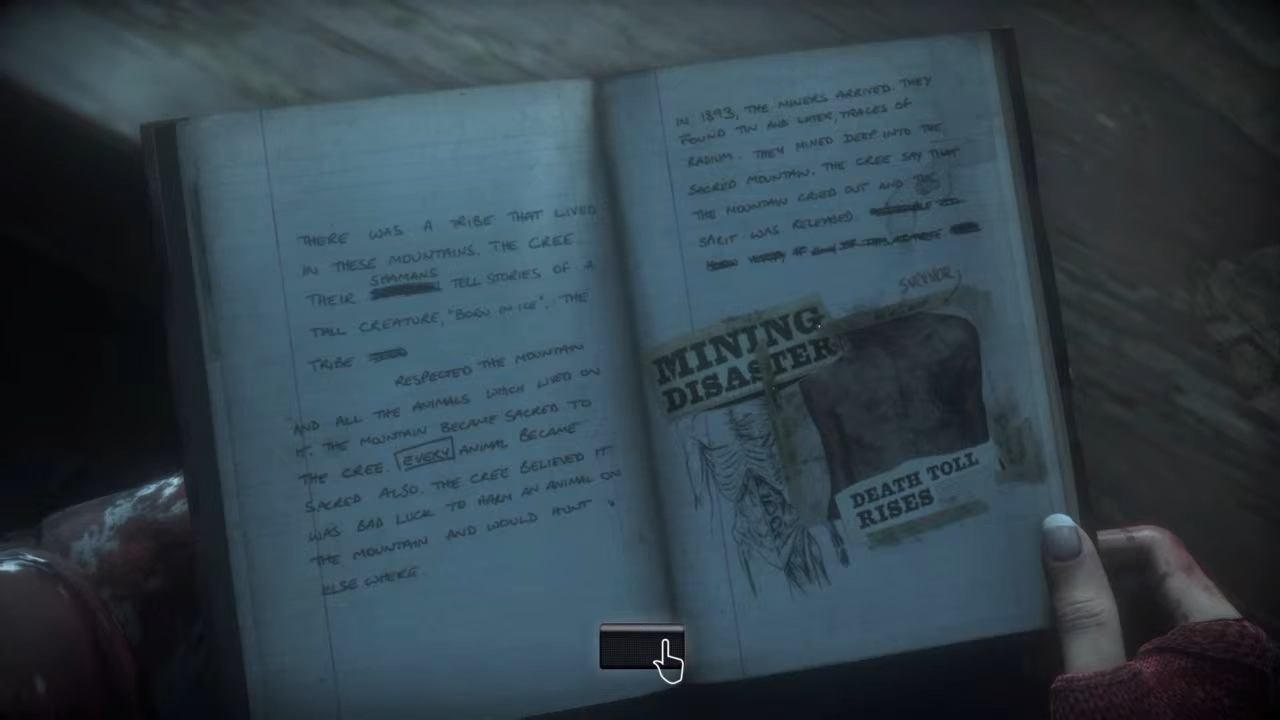 THERE WAS A TRIBE THAT LIVED
IN THESE MOUNTAINS. THE CREE
SHAMANS
THEIR TELL STORIES OF A
TALL CREATURE, "BORN IN ICE". THE
TRIBE
RESPECTED THE MOUNTAIN
AND ALL THE ANIMALS WHICH LIVED ON
IT. THE MOUNTAIN BECAME SACRED TO
THE CREE. EVERY ANIMAL BECAME
SACRED ALSO. THE CREE BELIEVED IT
WAS BAD LUCK TO HARM AN ANIMAL ON
THE MOUNTAIN AND WOULD HUNT
ELSE WHERE.
IN 1893, THE MINERS ARRIVED. THEY
FOUND TIN AND LATER, TRACES OF
RADIUM. THEY MINED DEEP INTO THE
SACRED MOUNTAIN. THE CREE SAY THAT
THE MOUNTAIN CRIED OUT AND THE
SARIT WAS RELEASED.
SURVIVOR
MINING
DISASTER
DEATH TOLL
RISES